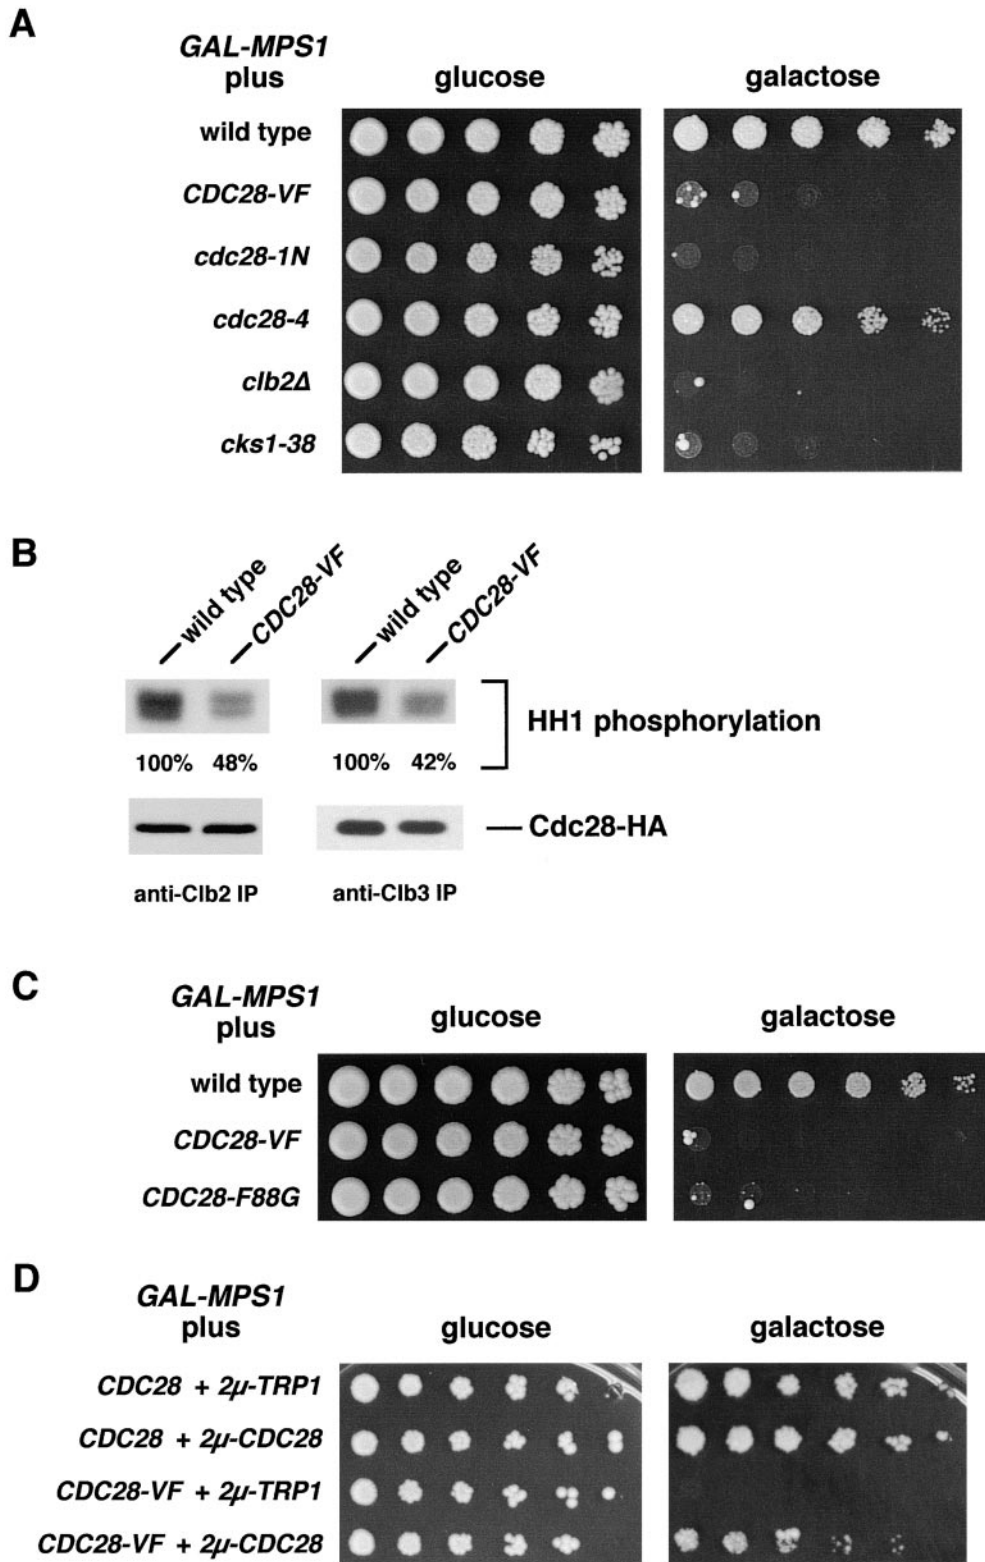 A
GAL-MPS1
plus
glucose
galactose
wild type
CDC28-VF
cdc28-1N
cdc28-4
clb2Δ
cks1-38
B
wild type
CDC28-VF
wild type
CDC28-VF
HH1 phosphorylation
100%
48%
100%
42%
Cdc28-HA
anti-Clb2 IP
anti-Clb3 IP
C
GAL-MPS1
plus
glucose
galactose
wild type
CDC28-VF
CDC28-F88G
D
GAL-MPS1
plus
glucose
galactose
CDC28 + 2μ-TRP1
CDC28 + 2μ-CDC28
CDC28-VF + 2μ-TRP1
CDC28-VF + 2μ-CDC28